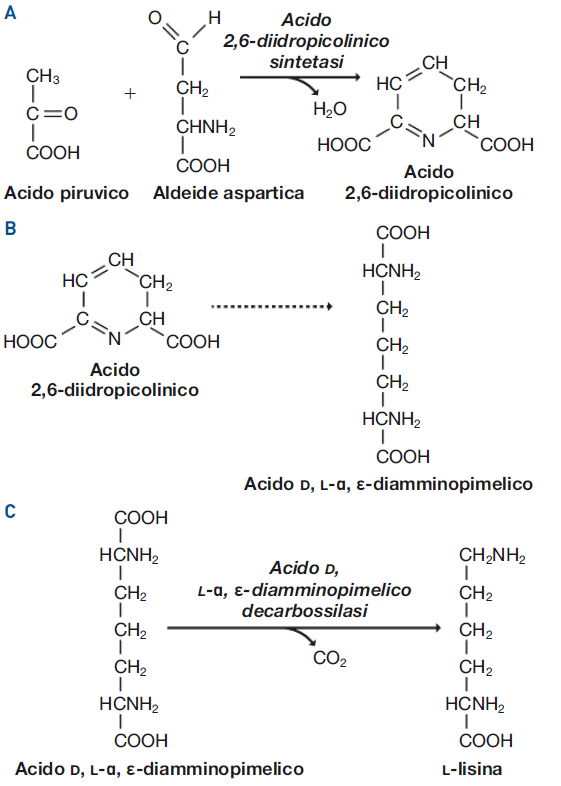 A
O H
C
CH₂
CHNH₂
COOH
CH₃
C=O
COOH
+
Acido
2,6-diidropicolinico
sintetasi
H₂O
CH
HC CH₂
C CH
HOOC N COOH
Acido piruvico
Aldeide aspartica
Acido
2,6-diidropicolinico
B
CH
HC CH₂
C CH
HOOC N COOH
Acido
2,6-diidropicolinico
COOH
HCNH₂
CH₂
CH₂
CH₂
HCNH₂
COOH
Acido D, L-α, ε-diamminopimelico
C
COOH
HCNH₂
CH₂
CH₂
CH₂
HCNH₂
COOH
Acido D, L-α, ε-diamminopimelico
Acido D,
L-α, ε-diamminopimelico
decarbossilasi
CO₂
CH₂NH₂
CH₂
CH₂
CH₂
HCNH₂
COOH
L-lisina